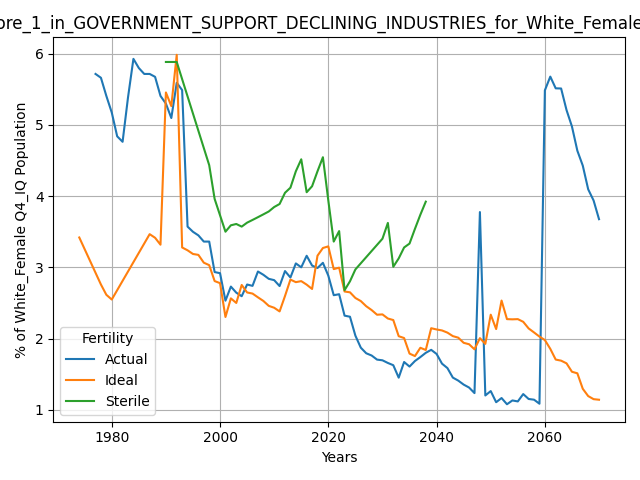 ore_1_in_GOVERNMENT_SUPPORT_DECLINING_INDUSTRIES_for_White_Female
% of White_Female Q4_IQ Population
6
5
4
3
2
1
Fertility
Actual
Ideal
Sterile
1980
2000
2020
2040
2060
Years